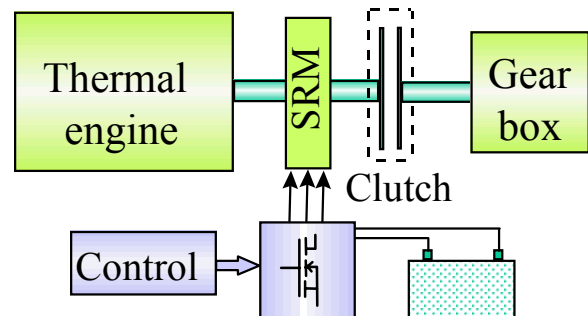 Thermal
engine
SRM
Gear
box
Clutch
Control